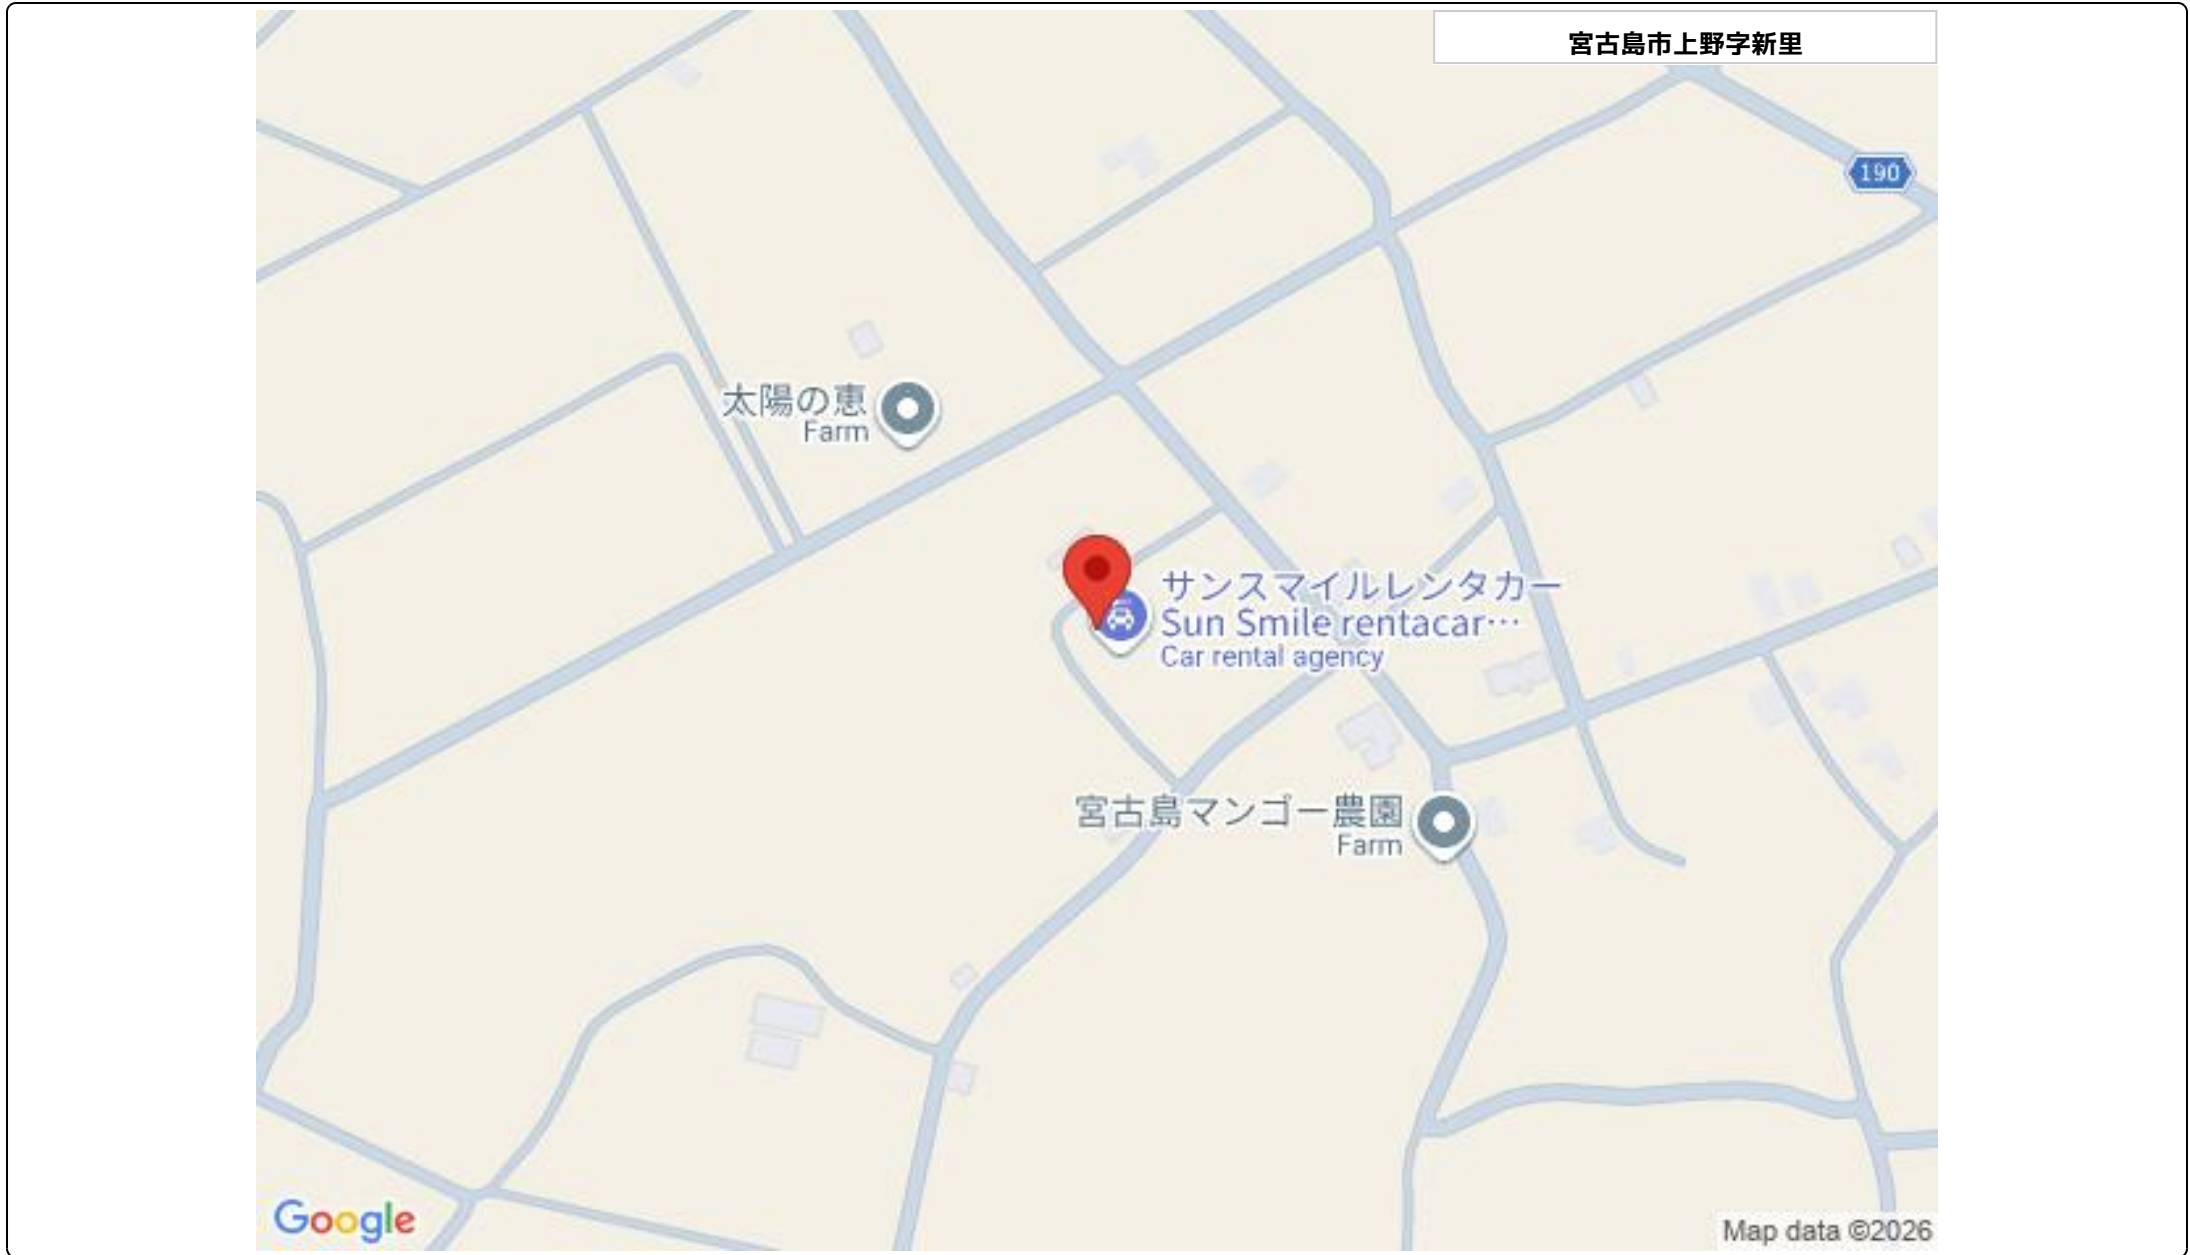 宮古島市上野字新里
190
太陽の恵
Farm
サンスマイルレンタカー
Sun Smile rentacar…
Car rental agency
宮古島マンゴー農園
Farm
Google
Map data ©2026